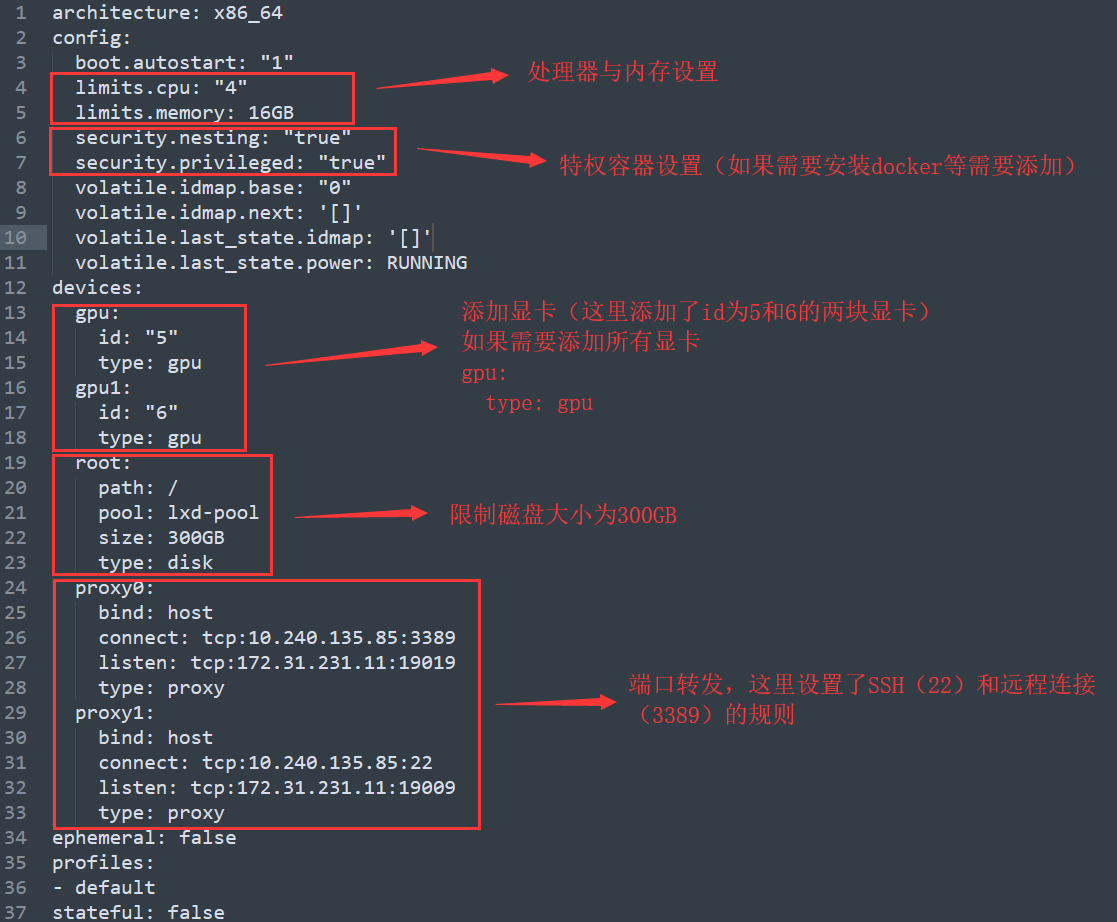 1 architecture: x86_64
2 config:
3 boot.autostart: "1"
4 limits.cpu: "4"
处理器与内存设置
5 limits.memory: 16GB
6 security.nesting: "true"
7 security.privileged: "true"
特权容器设置（如果需要安装docker等需要添加）
8 volatile.idmap.base: "0"
9 volatile.idmap.next: '[]'
10 volatile.last_state.idmap: '[]'
11 volatile.last_state.power: RUNNING
12 devices:
13 gpu:
添加显卡（这里添加了id为5和6的两块显卡）
14 id: "5"
如果需要添加所有显卡
15 type: gpu
gpu:
16 gpu1:
type: gpu
17 id: "6"
18 type: gpu
19 root:
20 path: /
21 pool: lxd-pool
限制磁盘大小为300GB
22 size: 300GB
23 type: disk
24 proxy0:
25 bind: host
26 connect: tcp:10.240.135.85:3389
27 listen: tcp:172.31.231.11:19019
28 type: proxy
端口转发，这里设置了SSH（22）和远程连接
29 proxy1:
（3389）的规则
30 bind: host
31 connect: tcp:10.240.135.85:22
32 listen: tcp:172.31.231.11:19009
33 type: proxy
34 ephemeral: false
35 profiles:
36 - default
37 stateful: false